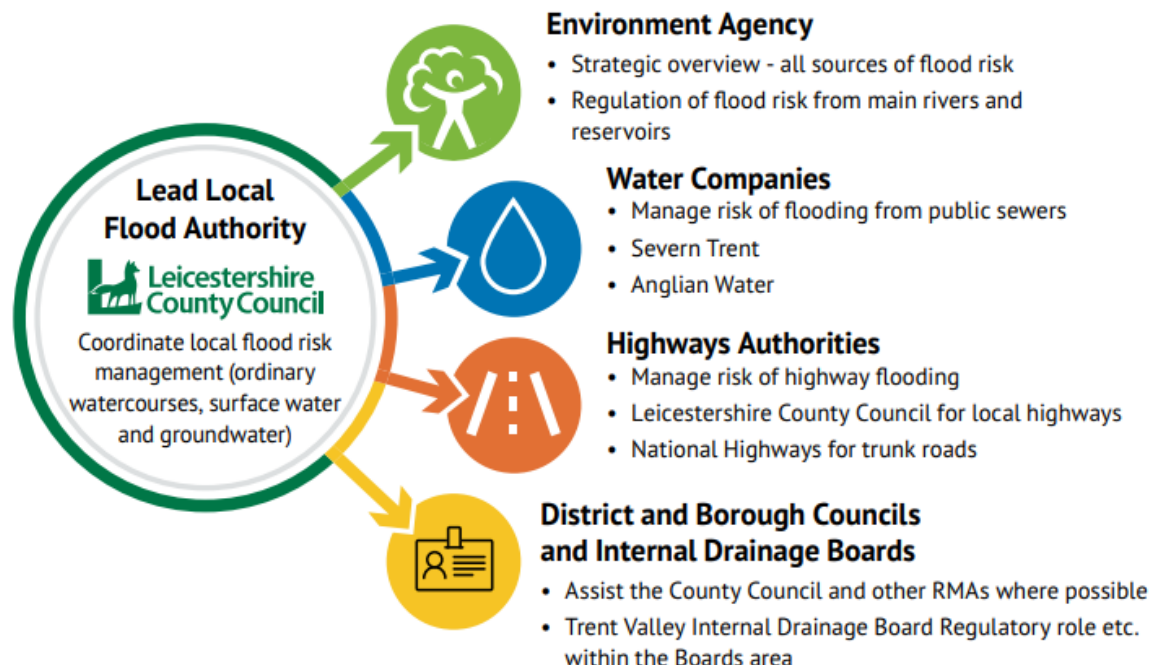 Lead Local
Flood Authority
Leicestershire
County Council
Coordinate local flood risk
management (ordinary
watercourses, surface water
and groundwater)
Environment Agency
• Strategic overview - all sources of flood risk
• Regulation of flood risk from main rivers and
reservoirs
Water Companies
• Manage risk of flooding from public sewers
• Severn Trent
• Anglian Water
Highways Authorities
• Manage risk of highway flooding
• Leicestershire County Council for local highways
• National Highways for trunk roads
District and Borough Councils
and Internal Drainage Boards
• Assist the County Council and other RMAs where possible
• Trent Valley Internal Drainage Board Regulatory role etc.
within the Boards area